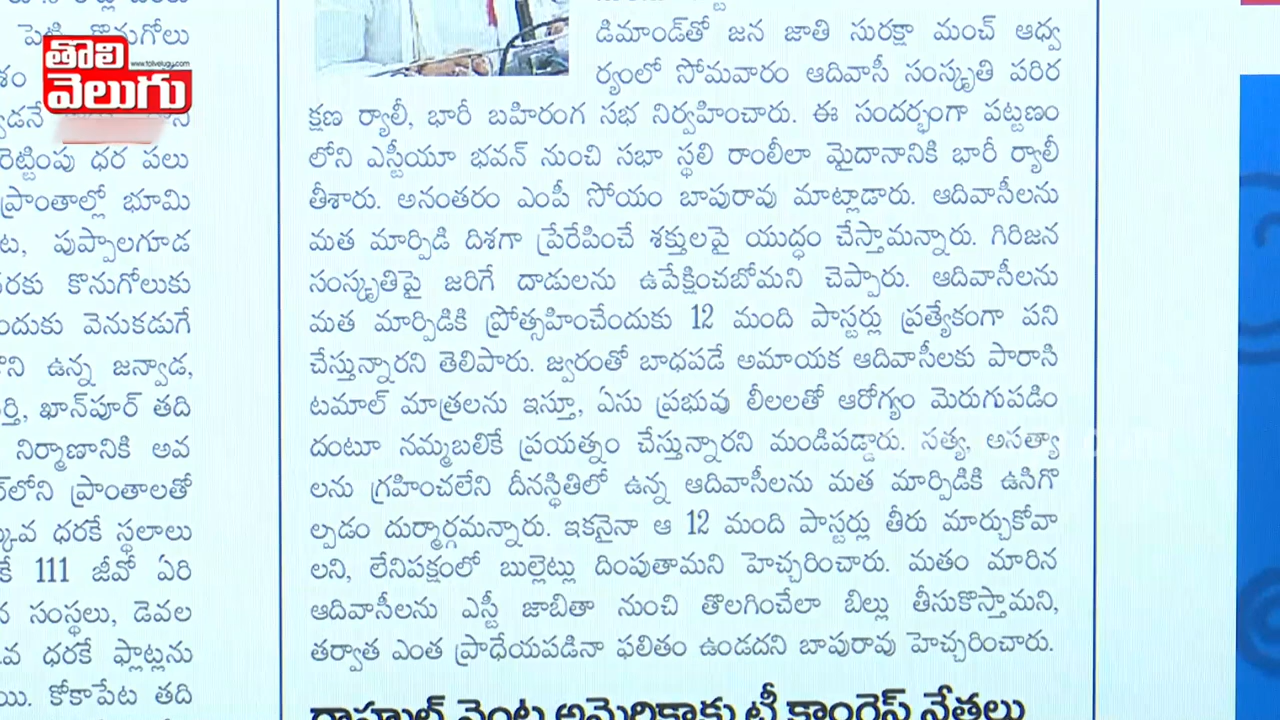 తొలి
www.tolivelugu.com
వెలుగు
కొనుగోలు
రెట్టింపు ధర పలు
ప్రాంతాల్లో భూమి
పుప్పాలగూడ
కొనుగోలుకు
వెనుకడుగే
ఉన్న జన్వాడ,
ఖాన్‌పూర్ తది
నిర్మాణానికి అవ
ప్రాంతాలతో
ధరకే స్థలాలు
కే 111 జీవో ఏరి
సంస్థలు, డెవల
ధరకే ఫ్లాట్లను
కోకాపేట తది
డిమాండ్‌తో జన జాతి సురక్షా మంచ్ ఆధ్వ
ర్యంలో సోమవారం ఆదివాసీ సంస్కృతి పరిర
క్షణ ర్యాలీ, భారీ బహిరంగ సభ నిర్వహించారు. ఈ సందర్భంగా పట్టణం
లోని ఎస్టీయూ భవన్ నుంచి సభా స్థలి రాంలీలా మైదానానికి భారీ ర్యాలీ
తీశారు. అనంతరం ఎంపీ సోయం బాపురావు మాట్లాడారు. ఆదివాసీలను
మత మార్పిడి దిశగా ప్రేరేపించే శక్తులపై యుద్ధం చేస్తామన్నారు. గిరిజన
సంస్కృతిపై జరిగే దాడులను ఉపేక్షించబోమని చెప్పారు. ఆదివాసీలను
మత మార్పిడికి ప్రోత్సహించేందుకు 12 మంది పాస్టర్లు ప్రత్యేకంగా పని
చేస్తున్నారని తెలిపారు. జ్వరంతో బాధపడే అమాయక ఆదివాసీలకు పారాసి
టమాల్ మాత్రలను ఇస్తూ, ఏసు ప్రభువు లీలలతో ఆరోగ్యం మెరుగుపడిం
దంటూ నమ్మబలికే ప్రయత్నం చేస్తున్నారని మండిపడ్డారు. సత్య, అసత్యా
లను గ్రహించలేని దీనస్థితిలో ఉన్న ఆదివాసీలను మత మార్పిడికి ఉసిగొ
ల్పడం దుర్మార్గమన్నారు. ఇకనైనా ఆ 12 మంది పాస్టర్లు తీరు మార్చుకోవా
లని, లేనిపక్షంలో బుల్లెట్లు దింపుతామని హెచ్చరించారు. మతం మారిన
ఆదివాసీలను ఎస్టీ జాబితా నుంచి తొలగించేలా బిల్లు తీసుకొస్తామని,
తర్వాత ఎంత ప్రాధేయపడినా ఫలితం ఉండదని బాపురావు హెచ్చరించారు.
రాహుల్ వెంట అమెరికాకు టీ కాంగ్రెస్ నేతలు